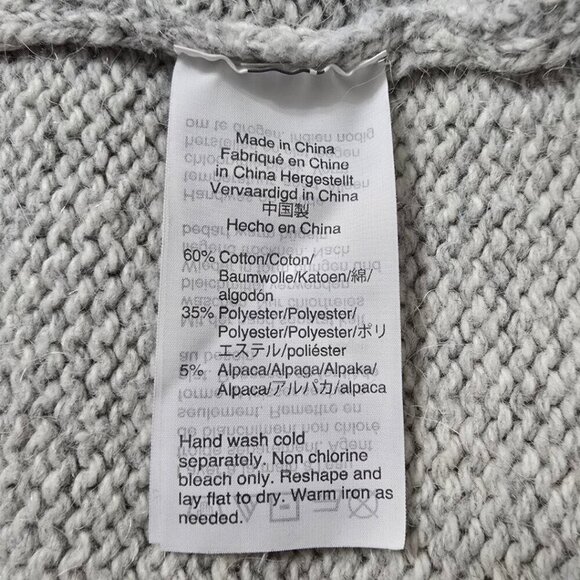 Made in China
Fabriqué en Chine
in China Hergestellt
Vervaardigd in China
中国製
Hecho en China
60% Cotton/Coton/
Baumwolle/Katoen/綿/
algodón
35% Polyester/Polyester/
Polyester/Polyester/ポリ
エステル/poliéster
5% Alpaca/Alpaga/Alpaka/
Alpaca/アルパカ/alpaca
Hand wash cold
separately. Non chlorine
bleach only. Reshape and
lay flat to dry. Warm iron as
needed.